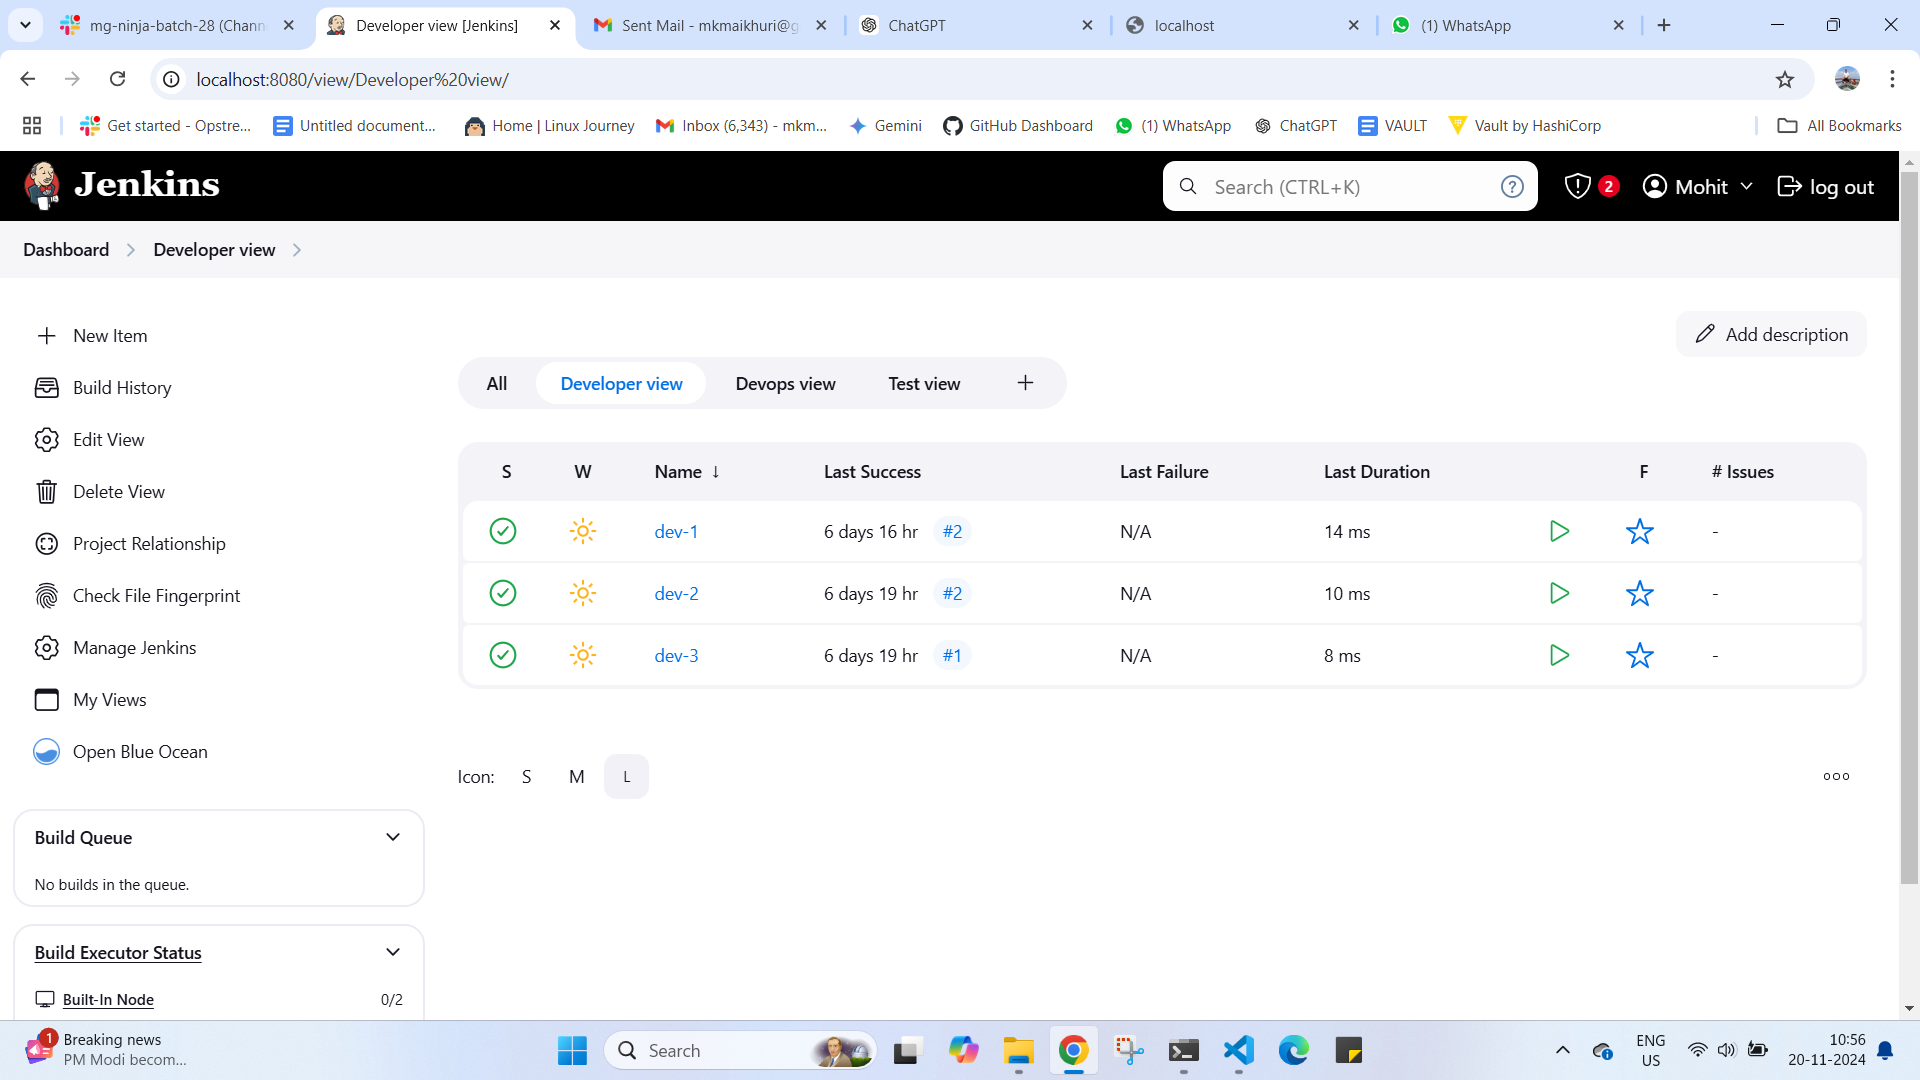 mg-ninja-batch-28 (Chann
Developer view [Jenkins]
Sent Mail - mkmaikhuri@g
ChatGPT
localhost
(1) WhatsApp
localhost:8080/view/Developer%20view/
Get started - Opstre...
Untitled document...
Home | Linux Journey
Inbox (6,343) - mkm...
Gemini
GitHub Dashboard
(1) WhatsApp
ChatGPT
VAULT
Vault by HashiCorp
All Bookmarks
Jenkins
Search (CTRL+K)
2
Mohit
log out
Dashboard
Developer view
New Item
Build History
Edit View
Delete View
Project Relationship
Check File Fingerprint
Manage Jenkins
My Views
Open Blue Ocean
Build Queue
No builds in the queue.
Build Executor Status
Built-In Node 0/2
Add description
All Developer view Devops view Test view +
S W Name ↓ Last Success Last Failure Last Duration F # Issues
dev-1 6 days 16 hr #2 N/A 14 ms -
dev-2 6 days 19 hr #2 N/A 10 ms -
dev-3 6 days 19 hr #1 N/A 8 ms -
Icon: S M L
1
Breaking news
PM Modi becom...
Search
ENG
US
10:56
20-11-2024